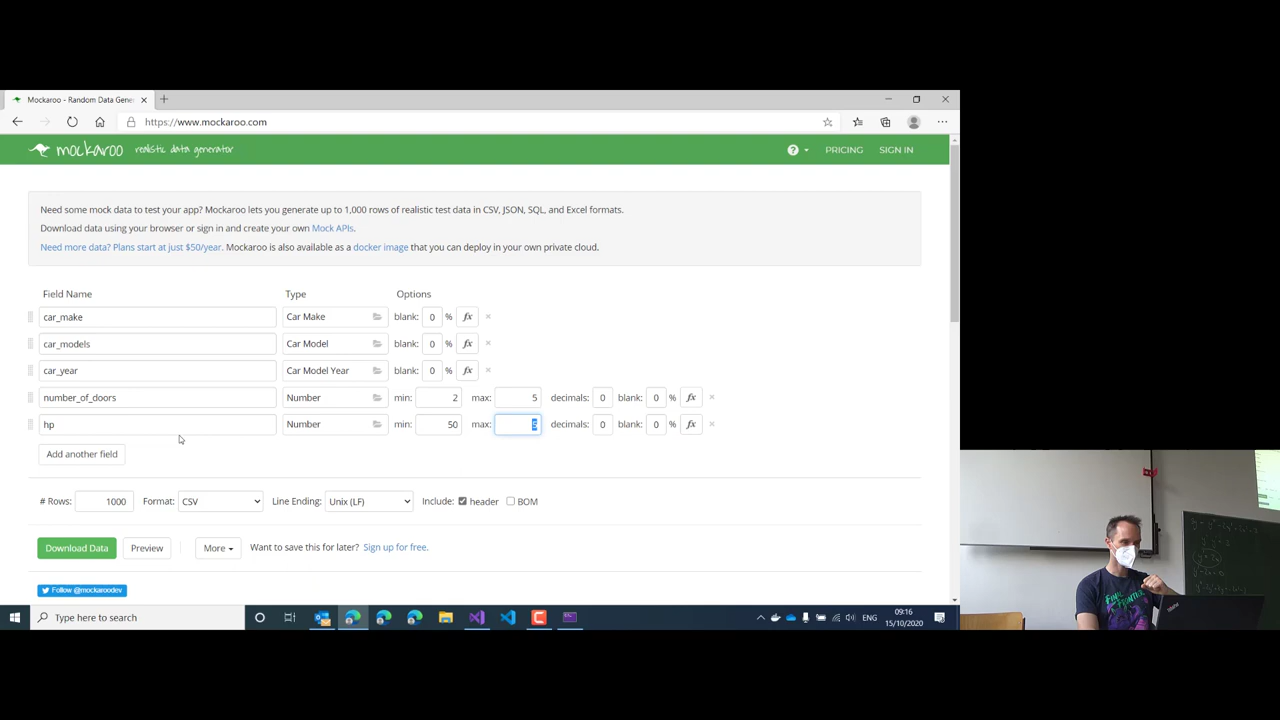 Mockaroo - Random Data Gene
https://www.mockaroo.com
mockaroo realistic data generator ? PRICING SIGN IN
Need some mock data to test your app? Mockaroo lets you generate up to 1,000 rows of realistic test data in CSV, JSON, SQL, and Excel formats.
Download data using your browser or sign in and create your own Mock APIs.
Need more data? Plans start at just $50/year. Mockaroo is also available as a docker image that you can deploy in your own private cloud.
Field Name Type Options
car_make Car Make blank: 0 % fx ×
car_models Car Model blank: 0 % fx ×
car_year Car Model Year blank: 0 % fx ×
number_of_doors Number min: 2 max: 5 decimals: 0 blank: 0 % fx ×
hp Number min: 50 max: 5 decimals: 0 blank: 0 % fx ×
Add another field
# Rows: 1000 Format: CSV Line Ending: Unix (LF) Include: header BOM
Download Data Preview More Want to save this for later? Sign up for free.
Follow @mockaroodev
Type here to search ENG 09:16
15/10/2020